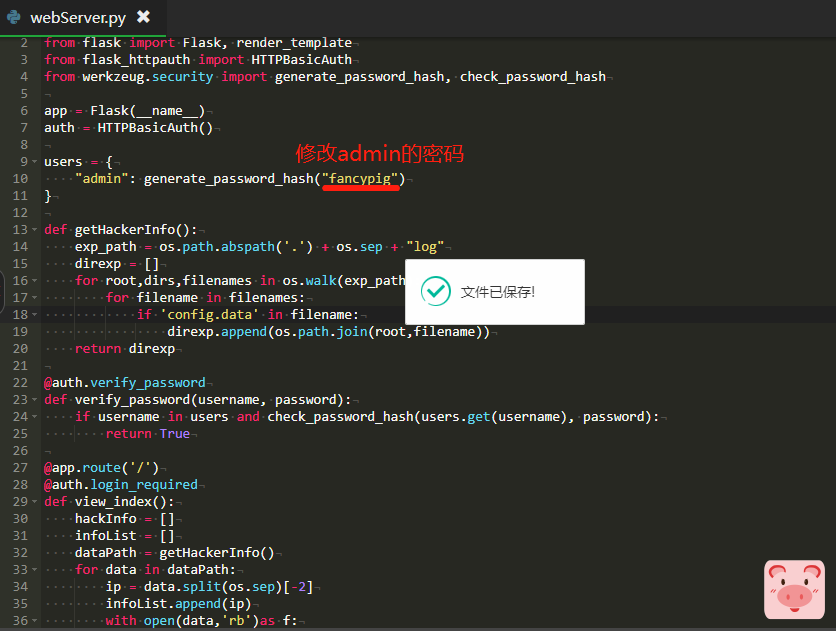 webServer.py
2 from flask import Flask, render_template
3 from flask_httpauth import HTTPBasicAuth
4 from werkzeug.security import generate_password_hash, check_password_hash
5
6 app = Flask(__name__)
7 auth = HTTPBasicAuth()
8
修改admin的密码
9 users = {
10 "admin": generate_password_hash("fancypig")
11 }
12
13 def getHackerInfo():
14 exp_path = os.path.abspath('.') + os.sep + "log"
15 direxp = []
16 for root,dirs,filenames in os.walk(exp_path
文件已保存!
17 for filename in filenames:
18 if 'config.data' in filename:
19 direxp.append(os.path.join(root,filename))
20 return direxp
21
22 @auth.verify_password
23 def verify_password(username, password):
24 if username in users and check_password_hash(users.get(username), password):
25 return True
26
27 @app.route('/')
28 @auth.login_required
29 def view_index():
30 hackInfo = []
31 infoList = []
32 dataPath = getHackerInfo()
33 for data in dataPath:
34 ip = data.split(os.sep)[-2]
35 infoList.append(ip)
36 with open(data,'rb')as f: